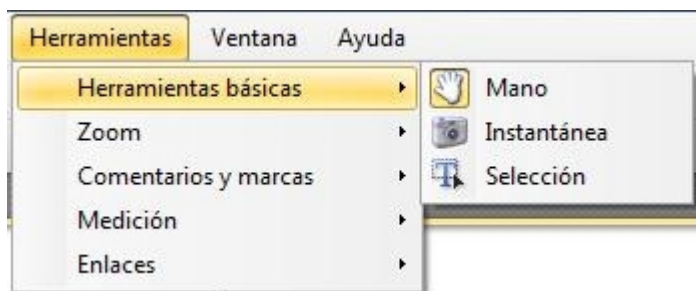 Herramientas Ventana Ayuda
Herramientas básicas Mano
Zoom Instantánea
Comentarios y marcas Selección
Medición
Enlaces